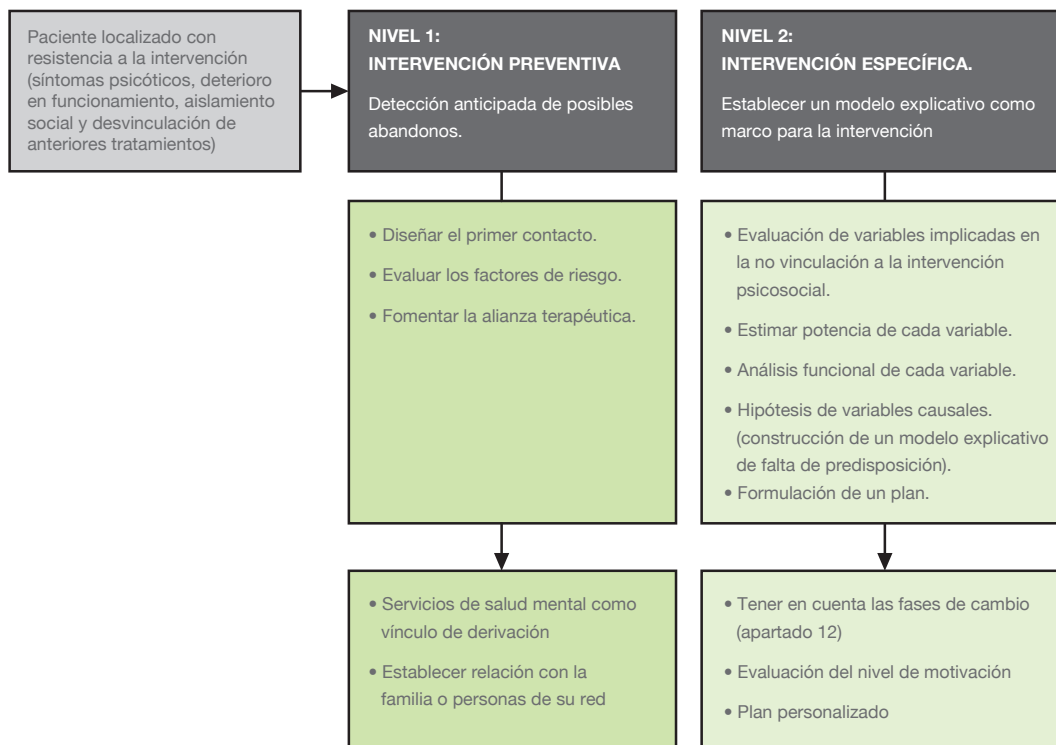 Paciente localizado con
resistencia a la intervención
(síntomas psicóticos, deterioro
en funcionamiento, aislamiento
social y desvinculación de
anteriores tratamientos)
NIVEL 1:
INTERVENCIÓN PREVENTIVA
Detección anticipada de posibles
abandonos.
NIVEL 2:
INTERVENCIÓN ESPECÍFICA.
Establecer un modelo explicativo como
marco para la intervención
• Diseñar el primer contacto.
• Evaluar los factores de riesgo.
• Fomentar la alianza terapéutica.
• Evaluación de variables implicadas en
la no vinculación a la intervención
psicosocial.
• Estimar potencia de cada variable.
• Análisis funcional de cada variable.
• Hipótesis de variables causales.
(construcción de un modelo explicativo
de falta de predisposición).
• Formulación de un plan.
• Servicios de salud mental como
vínculo de derivación
• Establecer relación con la
familia o personas de su red
• Tener en cuenta las fases de cambio
(apartado 12)
• Evaluación del nivel de motivación
• Plan personalizado